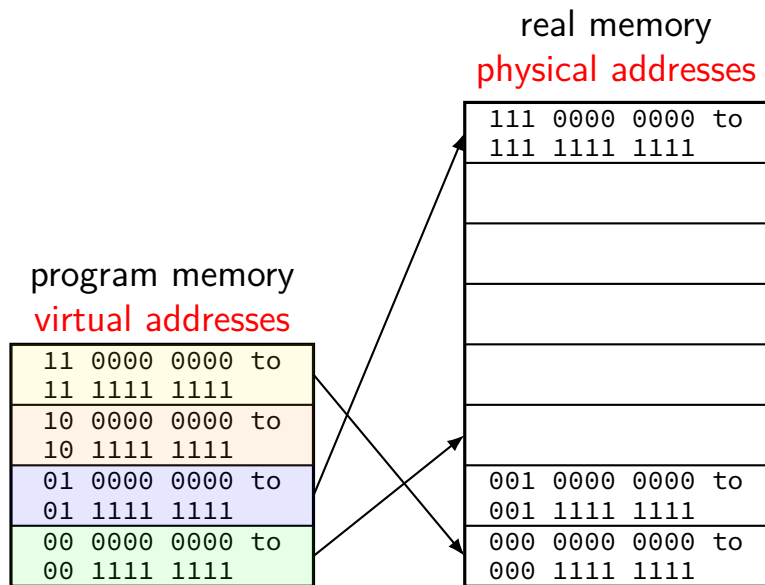 real memory
physical addresses
111 0000 0000 to
111 1111 1111
program memory
virtual addresses
11 0000 0000 to
11 1111 1111
10 0000 0000 to
10 1111 1111
01 0000 0000 to
01 1111 1111
00 0000 0000 to
00 1111 1111
001 0000 0000 to
001 1111 1111
000 0000 0000 to
000 1111 1111